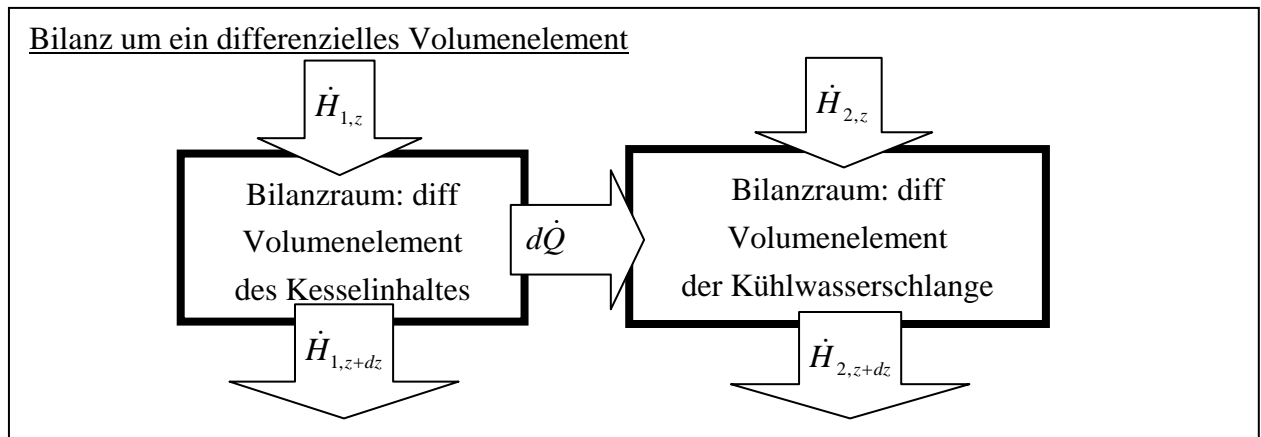 Bilanz um ein differenzielles Volumenelement
Ḣ₁,z
Ḣ₂,z
Bilanzraum: diff
Volumenelement
des Kesselinhaltes
dQ̇
Bilanzraum: diff
Volumenelement
der Kühlwasserschlange
Ḣ₁,z+dz
Ḣ₂,z+dz